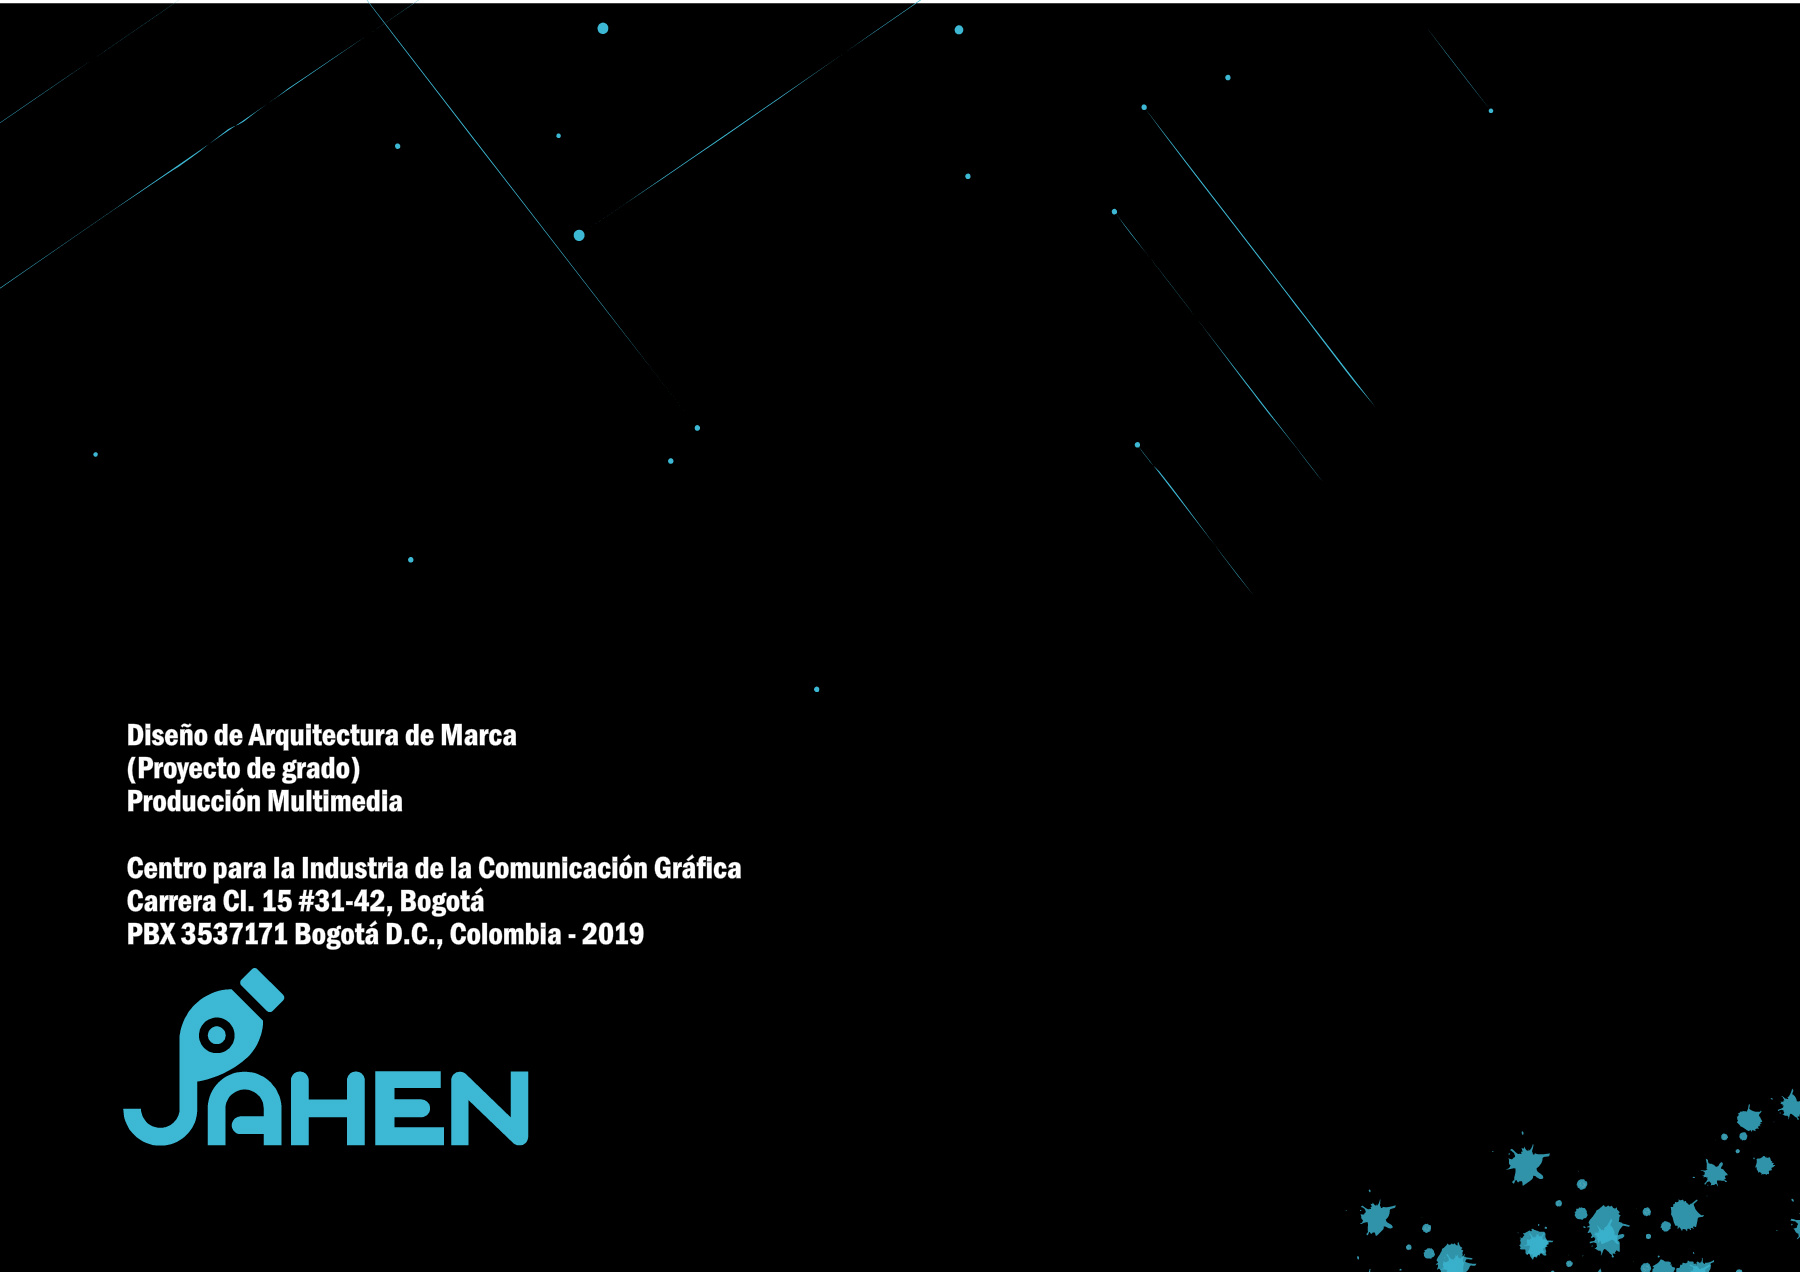 Diseño de Arquitectura de Marca
(Proyecto de grado)
Producción Multimedia
Centro para la Industria de la Comunicación Gráfica
Carrera Cl. 15 #31-42, Bogotá
PBX 3537171 Bogotá D.C., Colombia - 2019
JAHEN